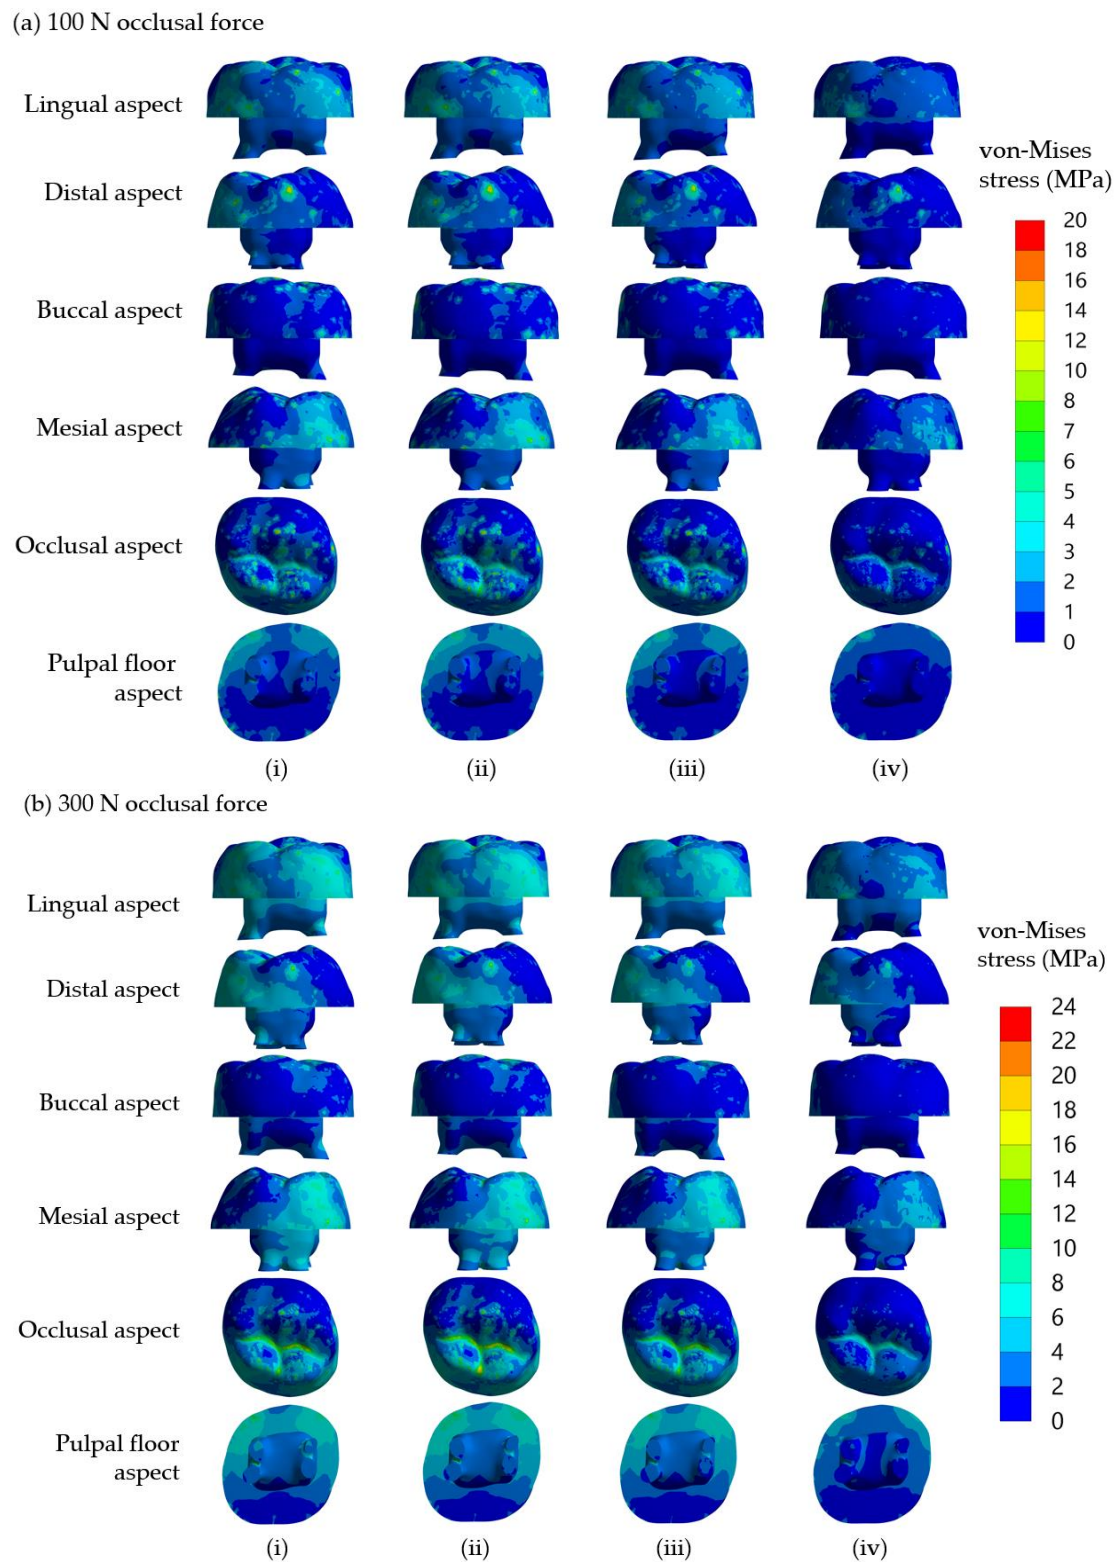 (a) 100 N occlusal force
Lingual aspect
Distal aspect
Buccal aspect
Mesial aspect
Occlusal aspect
Pulpal floor
aspect
von-Mises
stress (MPa)
20
18
16
14
12
10
8
7
6
5
4
3
2
1
0
(i) (ii) (iii) (iv)
(b) 300 N occlusal force
Lingual aspect
Distal aspect
Buccal aspect
Mesial aspect
Occlusal aspect
Pulpal floor
aspect
von-Mises
stress (MPa)
24
22
20
18
16
14
12
10
8
6
4
2
0
(i) (ii) (iii) (iv)